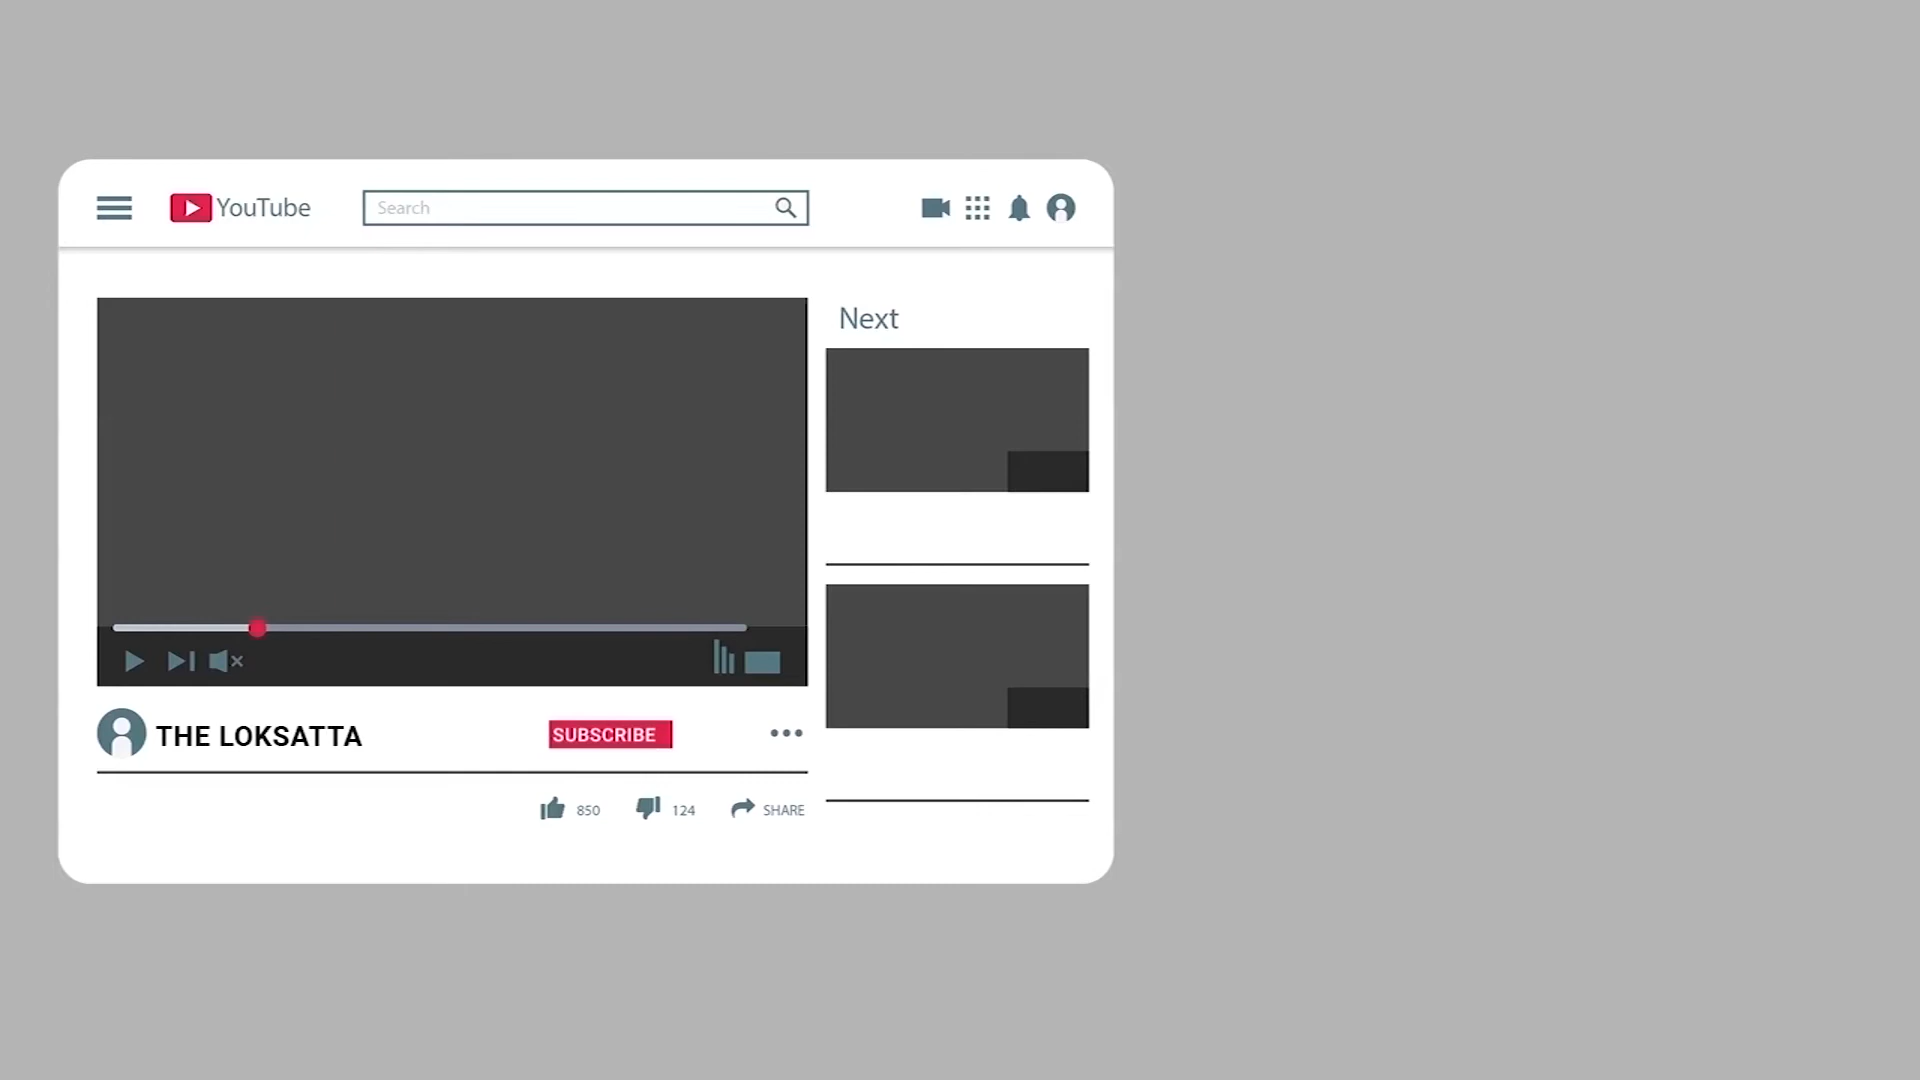 YouTube
Search
Next
THE LOKSATTA
SUBSCRIBE
850
124
SHARE